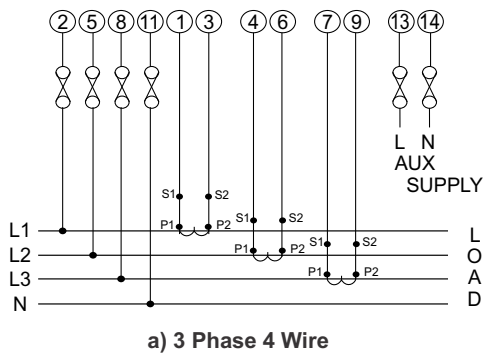 2 5 8 11 1 3 4 6 7 9 13 14
L N
AUX
SUPPLY
S1 S2
S1 S2
S1 S2
L1 P1 P2 L
L2 P1 P2 O
L3 P1 P2 A
N D
a) 3 Phase 4 Wire